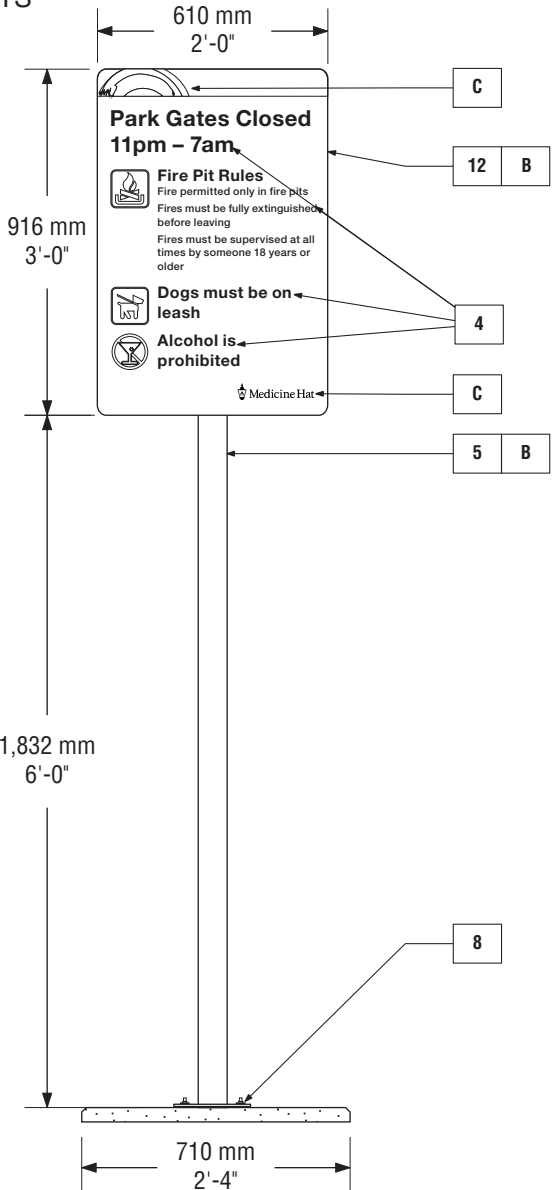 610 mm
2'-0"
C
Park Gates Closed
11pm – 7am
12 B
Fire Pit Rules
Fire permitted only in fire pits
Fires must be fully extinguished
before leaving
Fires must be supervised at all
times by someone 18 years or
older
916 mm
3'-0"
Dogs must be on
leash
4
Alcohol is
prohibited
Medicine Hat
C
5 B
1,832 mm
6'-0"
8
710 mm
2'-4"